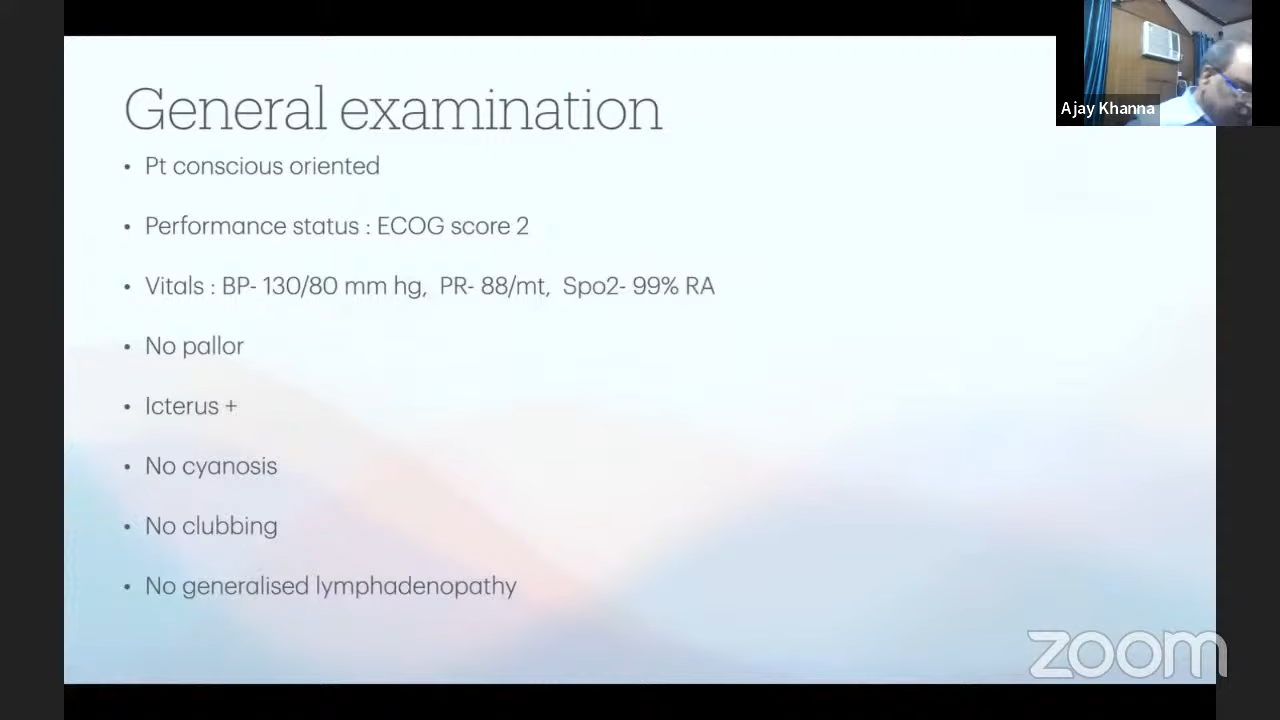 General examination
• Pt conscious oriented
• Performance status : ECOG score 2
• Vitals : BP- 130/80 mm hg, PR- 88/mt, Spo2- 99% RA
• No pallor
• Icterus +
• No cyanosis
• No clubbing
• No generalised lymphadenopathy
Ajay Khanna
zoom